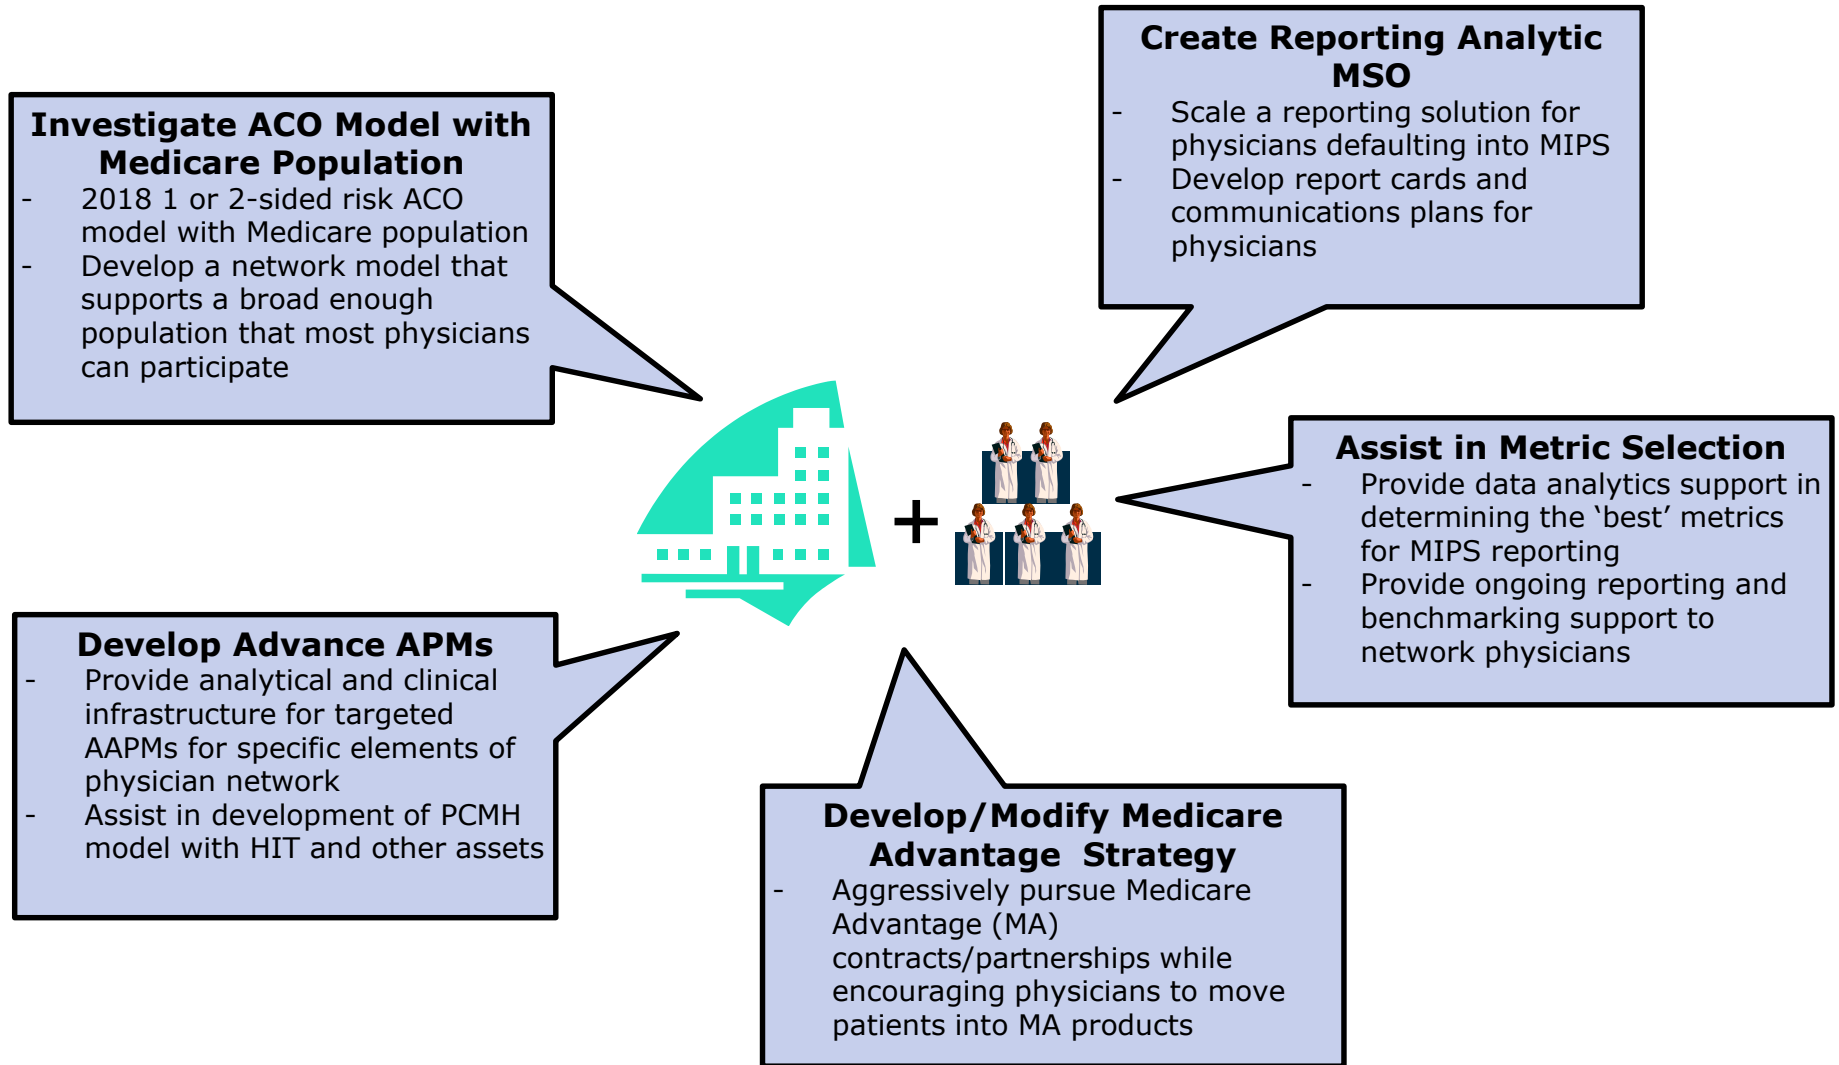 Investigate ACO Model with
Medicare Population
- 2018 1 or 2-sided risk ACO
model with Medicare population
- Develop a network model that
supports a broad enough
population that most physicians
can participate
Create Reporting Analytic
MSO
- Scale a reporting solution for
physicians defaulting into MIPS
- Develop report cards and
communications plans for
physicians
+
Assist in Metric Selection
- Provide data analytics support in
determining the ‘best’ metrics
for MIPS reporting
- Provide ongoing reporting and
benchmarking support to
network physicians
Develop Advance APMs
- Provide analytical and clinical
infrastructure for targeted
AAPMs for specific elements of
physician network
- Assist in development of PCMH
model with HIT and other assets
Develop/Modify Medicare
Advantage Strategy
- Aggressively pursue Medicare
Advantage (MA)
contracts/partnerships while
encouraging physicians to move
patients into MA products